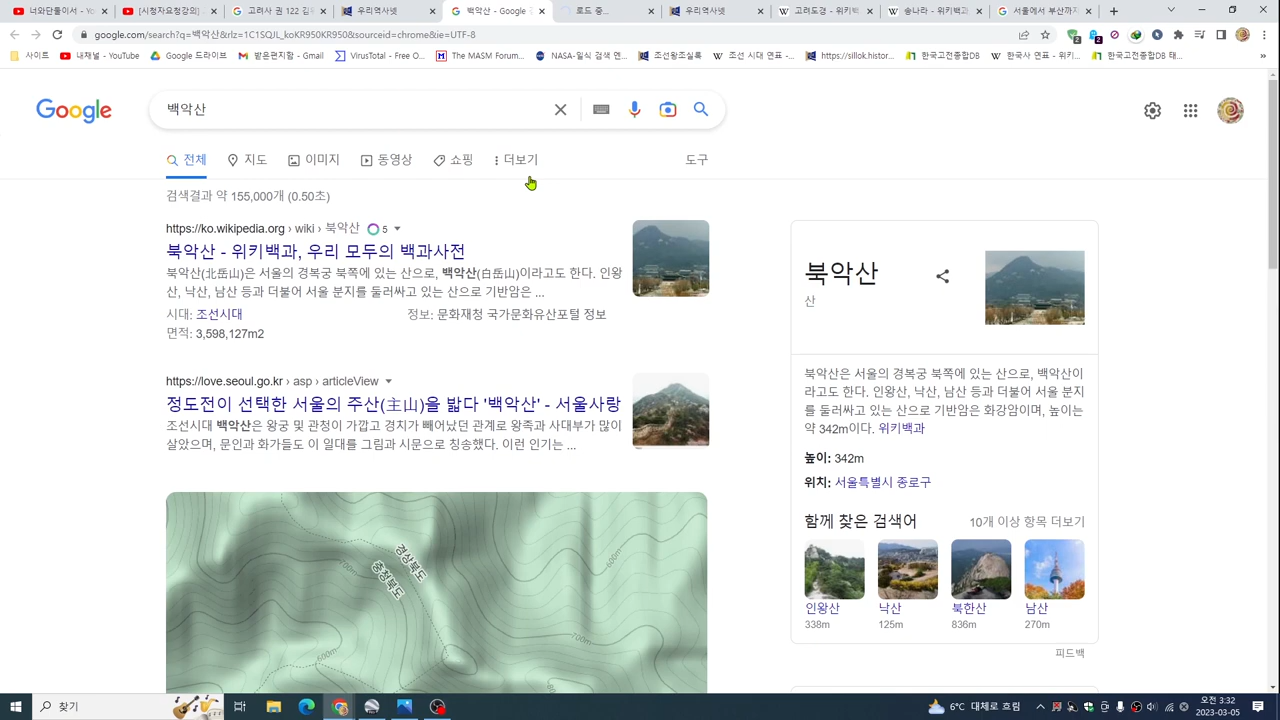 너와단풍이서 - Yo
(시청자요청강의
고려사 권 122 김두
우리역사넷
백악산 - Google
로드 중...
우리역사넷
고려도경 - 위키백
송나라 - 위키백과
서울에서 부산까지
google.com/search?q=백악산&rlz=1C1SQJL_koKR950KR950&sourceid=chrome&ie=UTF-8
사이트
내채널 - YouTube
Google 드라이브
받은편지함 - Gmail
VirusTotal - The O...
The MASM Forum...
NASA-일식 검색 엔...
조선왕조실록
조선 시대 연표 -...
https://sillok.histor...
한국고전종합DB
한국사 연표 - 위키...
한국고전종합DB 태...
Google
백악산
전체
지도
이미지
동영상
쇼핑
더보기
도구
검색결과 약 155,000개 (0.50초)
https://ko.wikipedia.org › wiki › 북악산
5
북악산 - 위키백과, 우리 모두의 백과사전
북악산(北岳山)은 서울의 경복궁 북쪽에 있는 산으로, 백악산(白岳山)이라고도 한다. 인왕
산, 낙산, 남산 등과 더불어 서울 분지를 둘러싸고 있는 산으로 기반암은 ...
시대: 조선시대
정보: 문화재청 국가문화유산포털 정보
면적: 3,598,127m2
https://love.seoul.go.kr › asp › articleView
정도전이 선택한 서울의 주산(主山)을 밟다 '백악산' - 서울사랑
조선시대 백악산은 왕궁 및 관청이 가깝고 경치가 빼어났던 관계로 왕족과 사대부가 많이
살았으며, 문인과 화가들도 이 일대를 그림과 시문으로 칭송했다. 이런 인기는 ...
경상북도
충청북도
700m
600m
700m
600m
북악산
산
북악산은 서울의 경복궁 북쪽에 있는 산으로, 백악산이
라고도 한다. 인왕산, 낙산, 남산 등과 더불어 서울 분지
를 둘러싸고 있는 산으로 기반암은 화강암이며, 높이는
약 342m이다. 위키백과
높이: 342m
위치: 서울특별시 종로구
함께 찾은 검색어
10개 이상 항목 더보기
인왕산
338m
낙산
125m
북한산
836m
남산
270m
피드백
찾기
6°C 대체로 흐림
오전 3:32
2023-03-05